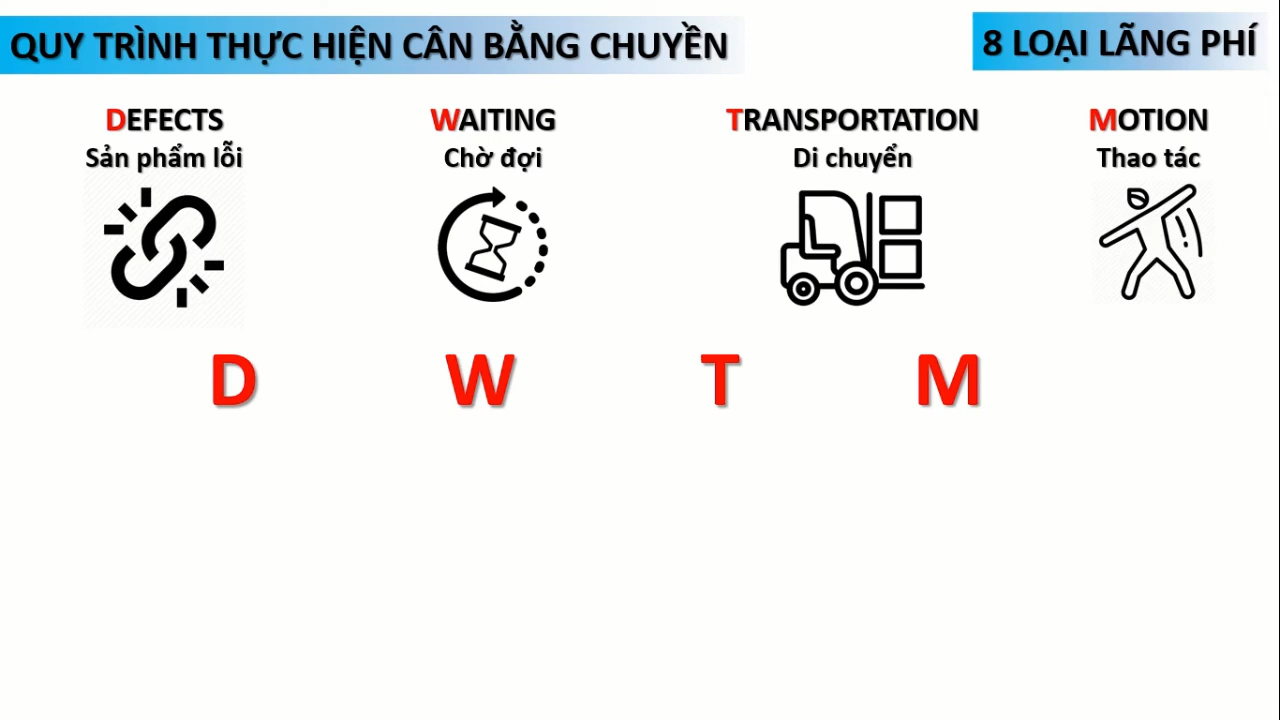 QUY TRÌNH THỰC HIỆN CÂN BẰNG CHUYỀN
8 LOẠI LÃNG PHÍ
DEFECTS
Sản phẩm lỗi
WAITING
Chờ đợi
TRANSPORTATION
Di chuyển
MOTION
Thao tác
D W T M